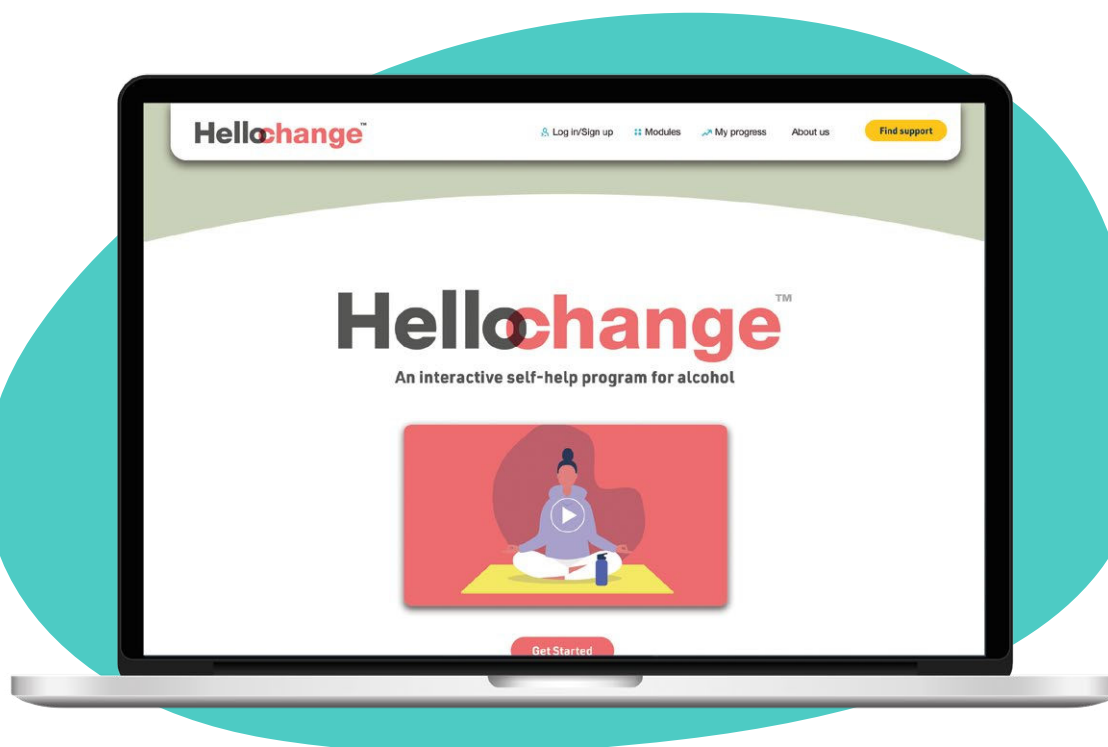 Hellochange™
Log in/Sign up Modules My progress About us Find support
Hellochange™
An interactive self-help program for alcohol
Get Started